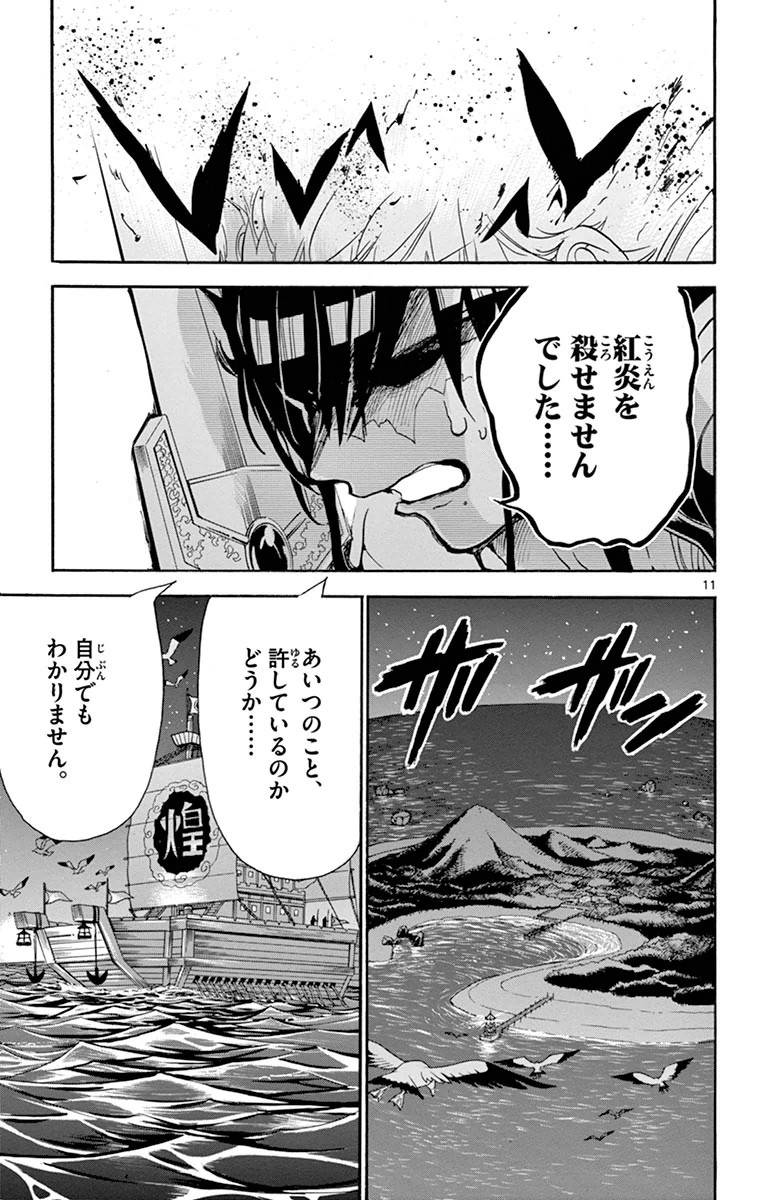 紅炎を
殺せません
でした……
11
ザザザザン
あいつのこと、
許しているのか
どうか……
煌
自分でも
わかりません。